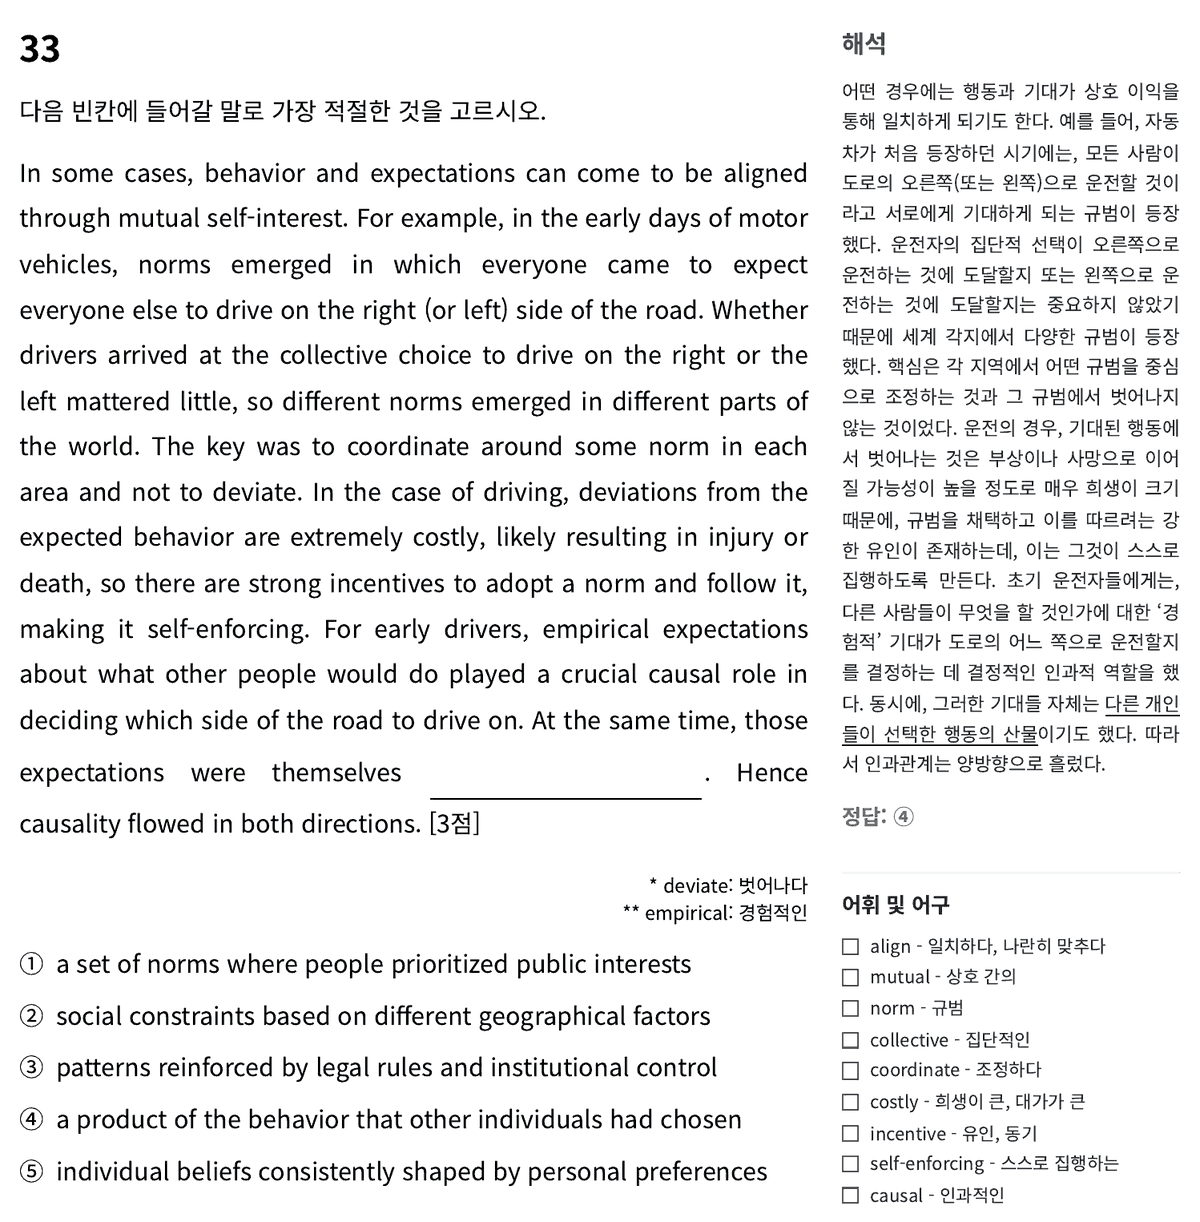 33
다음 빈칸에 들어갈 말로 가장 적절한 것을 고르시오.
In some cases, behavior and expectations can come to be aligned
through mutual self-interest. For example, in the early days of motor
vehicles, norms emerged in which everyone came to expect
everyone else to drive on the right (or left) side of the road. Whether
drivers arrived at the collective choice to drive on the right or the
left mattered little, so different norms emerged in different parts of
the world. The key was to coordinate around some norm in each
area and not to deviate. In the case of driving, deviations from the
expected behavior are extremely costly, likely resulting in injury or
death, so there are strong incentives to adopt a norm and follow it,
making it self-enforcing. For early drivers, empirical expectations
about what other people would do played a crucial causal role in
deciding which side of the road to drive on. At the same time, those
expectations were themselves ____________. Hence
causality flowed in both directions. [3점]
* deviate: 벗어나다
** empirical: 경험적인
① a set of norms where people prioritized public interests
② social constraints based on different geographical factors
③ patterns reinforced by legal rules and institutional control
④ a product of the behavior that other individuals had chosen
⑤ individual beliefs consistently shaped by personal preferences
해석
어떤 경우에는 행동과 기대가 상호 이익을
통해 일치하게 되기도 한다. 예를 들어, 자동
차가 처음 등장하던 시기에는, 모든 사람이
도로의 오른쪽(또는 왼쪽)으로 운전할 것이
라고 서로에게 기대하게 되는 규범이 등장
했다. 운전자의 집단적 선택이 오른쪽으로
운전하는 것에 도달할지 또는 왼쪽으로 운
전하는 것에 도달할지는 중요하지 않았기
때문에 세계 각지에서 다양한 규범이 등장
했다. 핵심은 각 지역에서 어떤 규범을 중심
으로 조정하는 것과 그 규범에서 벗어나지
않는 것이었다. 운전의 경우, 기대된 행동에
서 벗어나는 것은 부상이나 사망으로 이어
질 가능성이 높을 정도로 매우 희생이 크기
때문에, 규범을 채택하고 이를 따르려는 강
한 유인이 존재하는데, 이는 그것이 스스로
집행하도록 만든다. 초기 운전자들에게는,
다른 사람들이 무엇을 할 것인가에 대한 ‘경
험적’ 기대가 도로의 어느 쪽으로 운전할지
를 결정하는 데 결정적인 인과적 역할을 했
다. 동시에, 그러한 기대들 자체는 다른 개인
들이 선택한 행동의 산물이기도 했다. 따라
서 인과관계는 양방향으로 흘렀다.
정답: ④
어휘 및 어구
□ align - 일치하다, 나란히 맞추다
□ mutual - 상호 간의
□ norm - 규범
□ collective - 집단적인
□ coordinate - 조정하다
□ costly - 희생이 큰, 대가가 큰
□ incentive - 유인, 동기
□ self-enforcing - 스스로 집행하는
□ causal - 인과적인